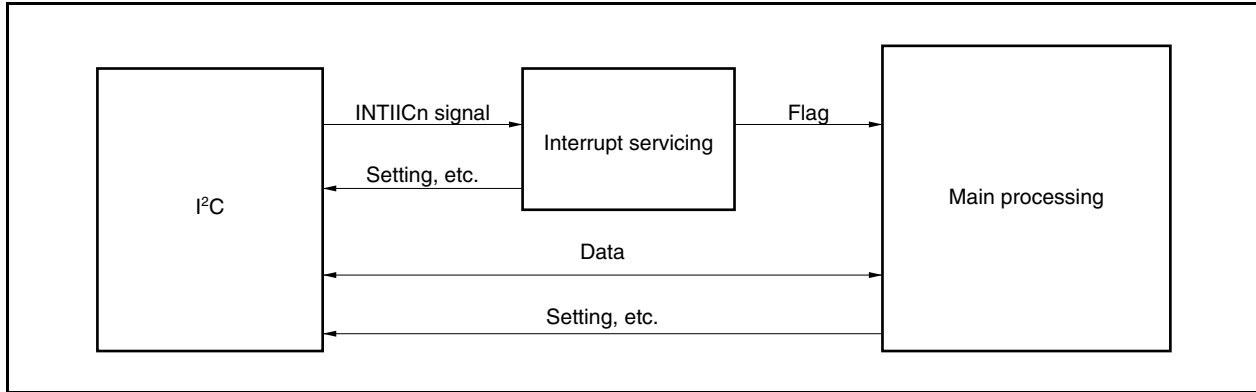 INTIICn signal
Flag
Interrupt servicing
Setting, etc.
I²C
Main processing
Data
Setting, etc.